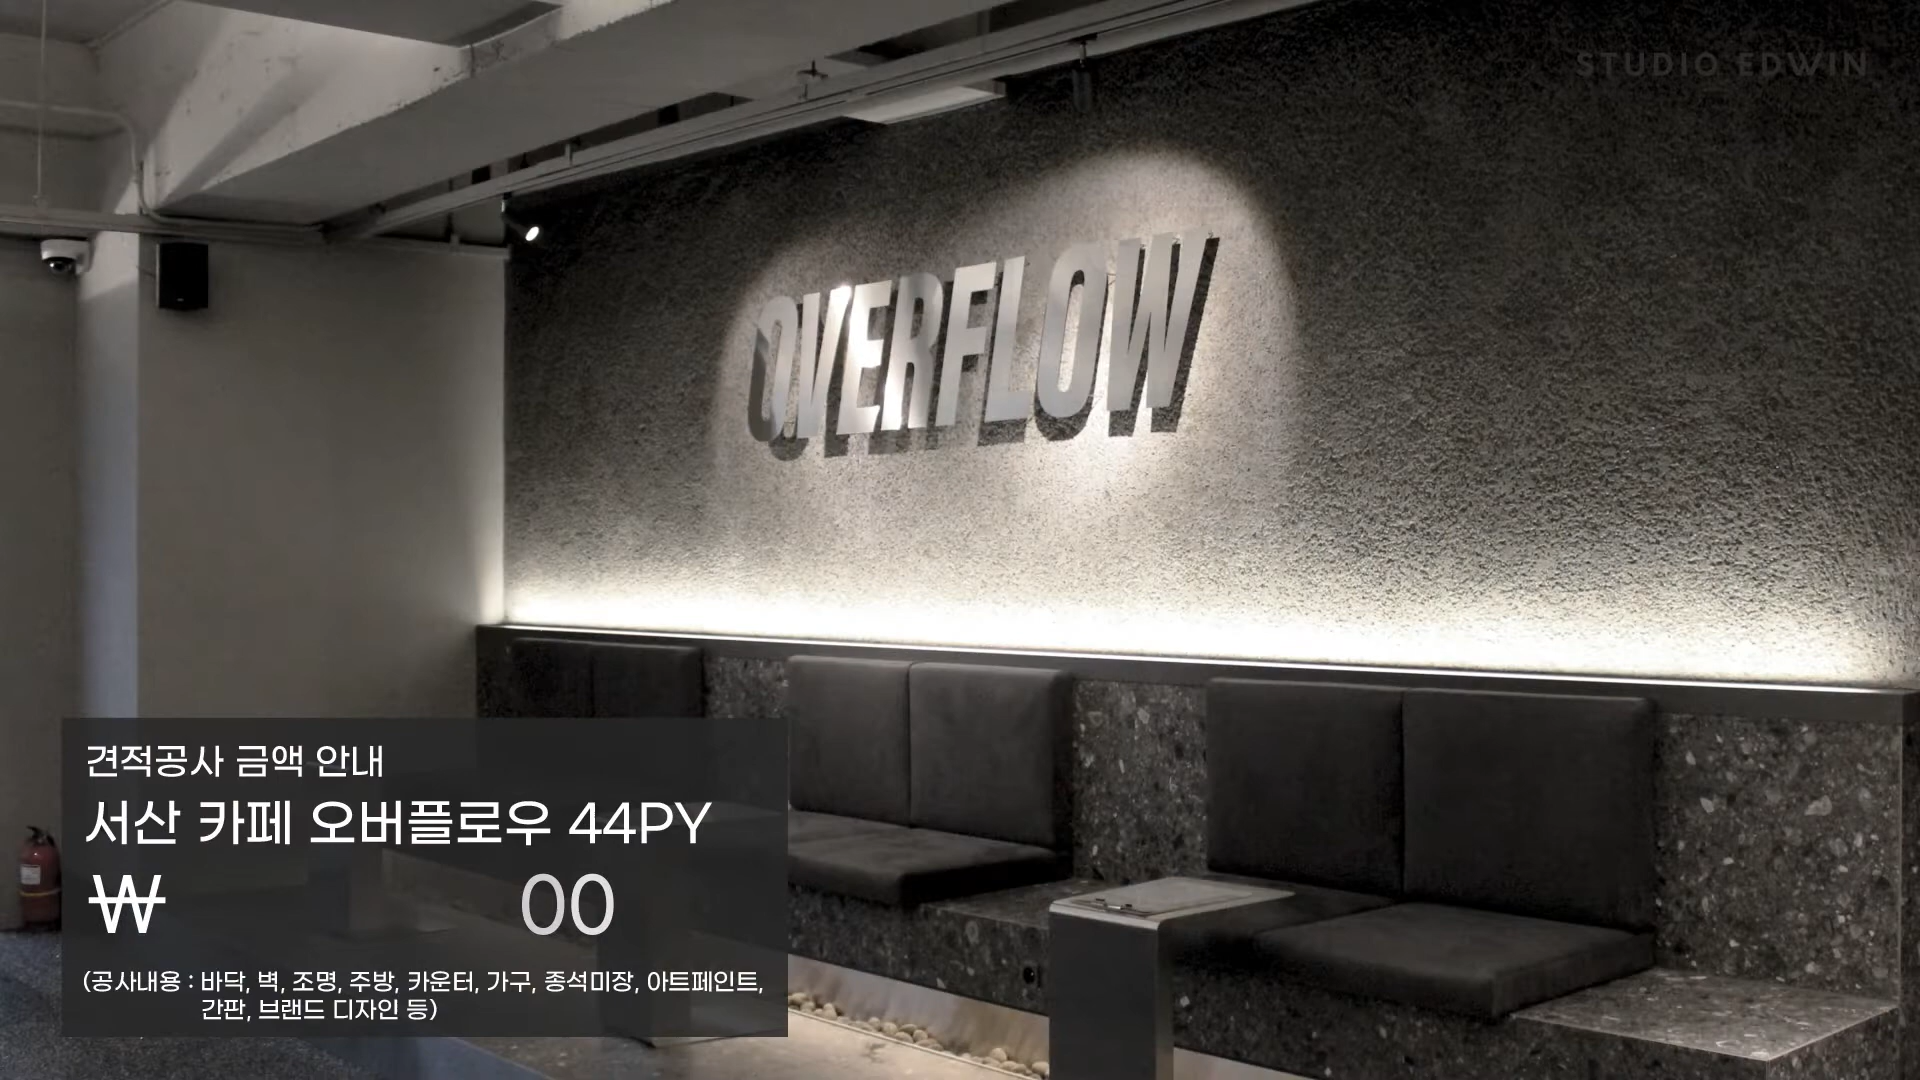 STUDIO EDWIN
OVERFLOW
견적공사 금액 안내
서산 카페 오버플로우 44PY
₩ 00
(공사내용 : 바닥, 벽, 조명, 주방, 카운터, 가구, 종석미장, 아트페인트,
간판, 브랜드 디자인 등)